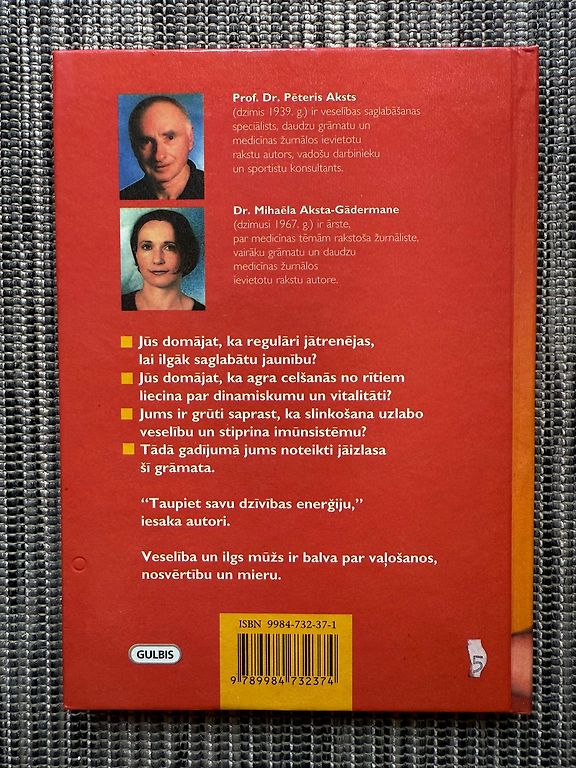 Prof. Dr. Pēteris Aksts
(dzimis 1939. g.) ir veselības saglabāšanas
speciālists, daudzu grāmatu un
medicīnas žurnālos ievietotu
rakstu autors, vadošu darbinieku
un sportistu konsultants.
Dr. Mihaēla Aksta-Gādermane
(dzimusi 1967. g.) ir ārste,
par medicīnas tēmām rakstoša žurnāliste,
vairāku grāmatu un daudzu
medicīnas žurnālos
ievietotu rakstu autore.
Jūs domājat, ka regulāri jātrenējas,
lai ilgāk saglabātu jaunību?
Jūs domājat, ka agra celšanās no rītiem
liecina par dinamiskumu un vitalitāti?
Jums ir grūti saprast, ka slinkošana uzlabo
veselību un stiprina imūnsistēmu?
Tādā gadījumā jums noteikti jāizlasa
šī grāmata.
“Taupiet savu dzīvības enerģiju,”
iesaka autori.
Veselība un ilgs mūžs ir balva par vaļošanos,
nosvērtību un mieru.
ISBN 9984-732-37-1
GULBIS
9 789984 732374
5